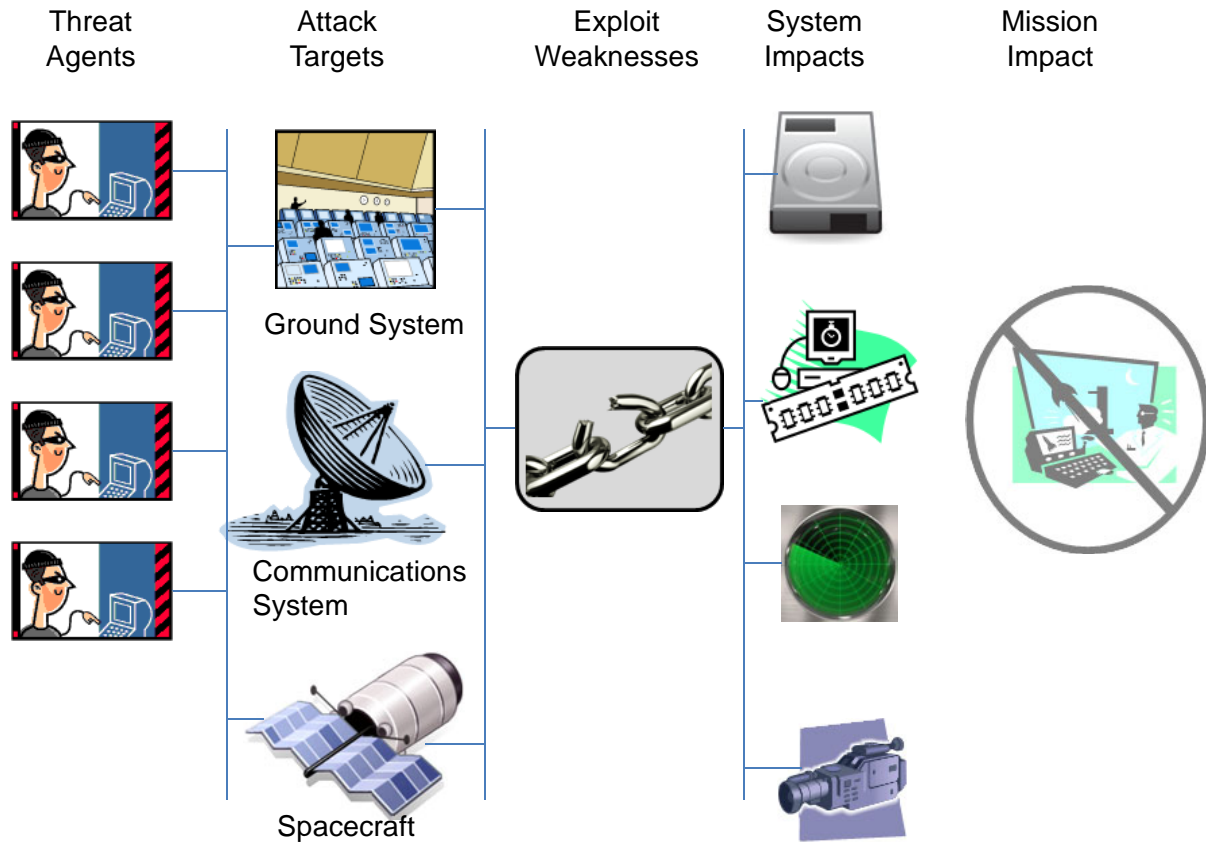 Threat
Agents
Attack
Targets
Exploit
Weaknesses
System
Impacts
Mission
Impact
Ground System
Communications
System
Spacecraft